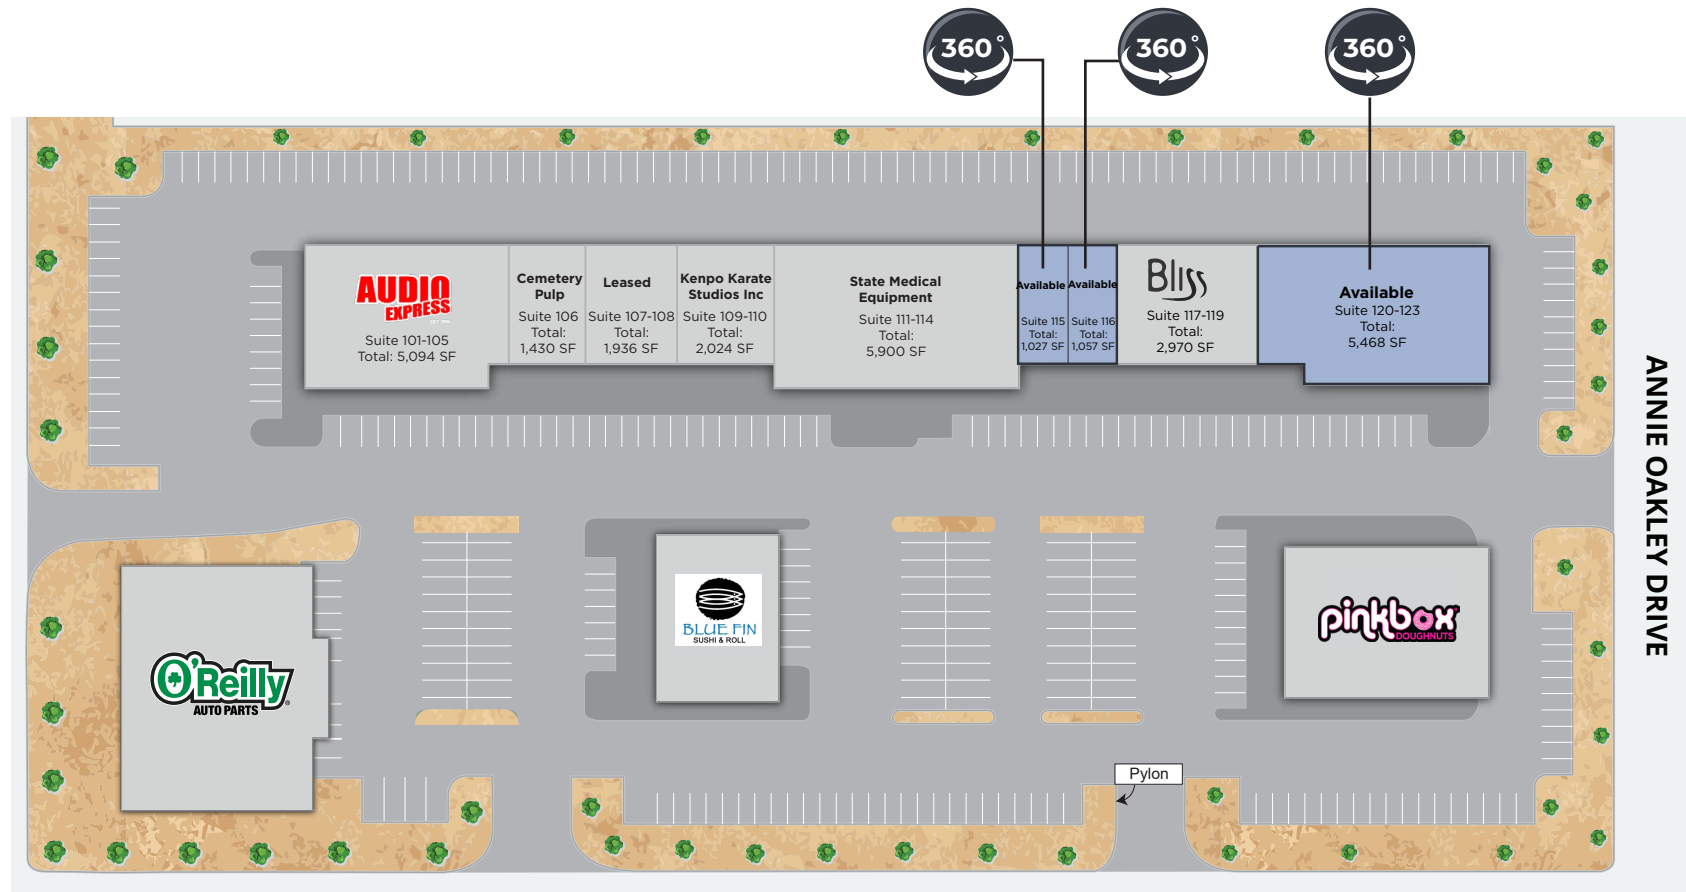 360°
360°
360°
AUDIO
EXPRESS
Suite 101-105
Total: 5,094 SF
Cemetery
Pulp
Suite 106
Total:
1,430 SF
Leased
Suite 107-108
Total:
1,936 SF
Kenpo Karate
Studios Inc
Suite 109-110
Total:
2,024 SF
State Medical
Equipment
Suite 111-114
Total:
5,900 SF
Available
Suite 115
Total:
1,027 SF
Available
Suite 116
Total:
1,057 SF
Bliss
Suite 117-119
Total:
2,970 SF
Available
Suite 120-123
Total:
5,468 SF
ANNIE OAKLEY DRIVE
O'Reilly
AUTO PARTS
BLUE FIN
SUSHI & ROLL
pinkbox
DOUGHNUTS
Pylon